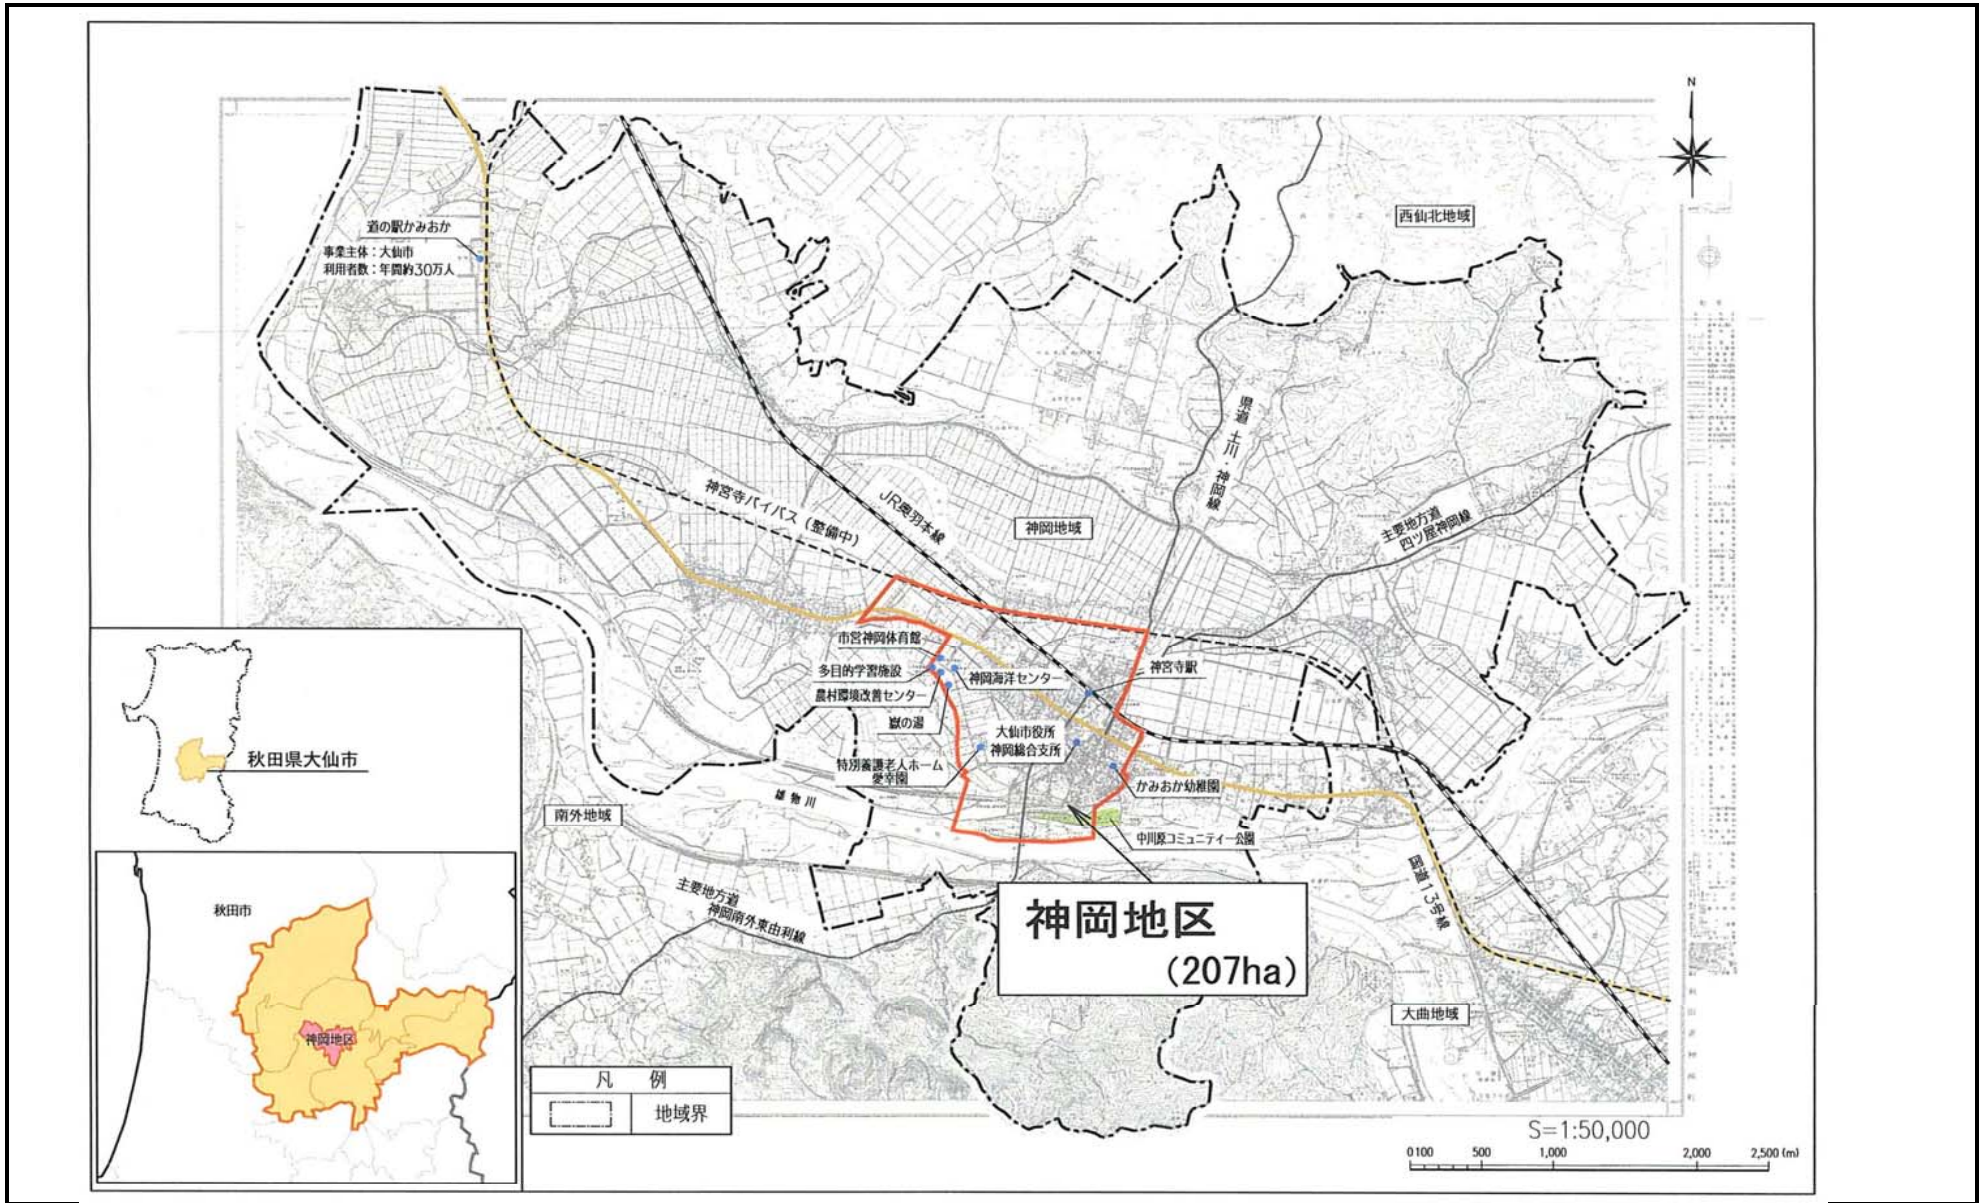 N
西仙北地域
道の駅かみおか
事業主体：大仙市
利用者数：年間約30万人
県道 土川・神岡線
神宮寺バイパス（整備中）
JR奥羽本線
神岡地域
主要地方道
四ツ屋神岡線
市営神岡体育館
多目的学習施設
神岡海洋センター
神宮寺駅
農村環境改善センター
嶽の湯
大仙市役所
神岡総合支所
特別養護老人ホーム
愛幸園
かみおか幼稚園
雄物川
南外地域
中川原コミュニティー公園
主要地方道
神岡南外東由利線
国道13号線
神岡地区
（207ha）
大曲地域
秋田県大仙市
秋田市
神岡地区
凡 例
地域界
S=1:50,000
0 100 500 1,000 2,000 2,500 (m)